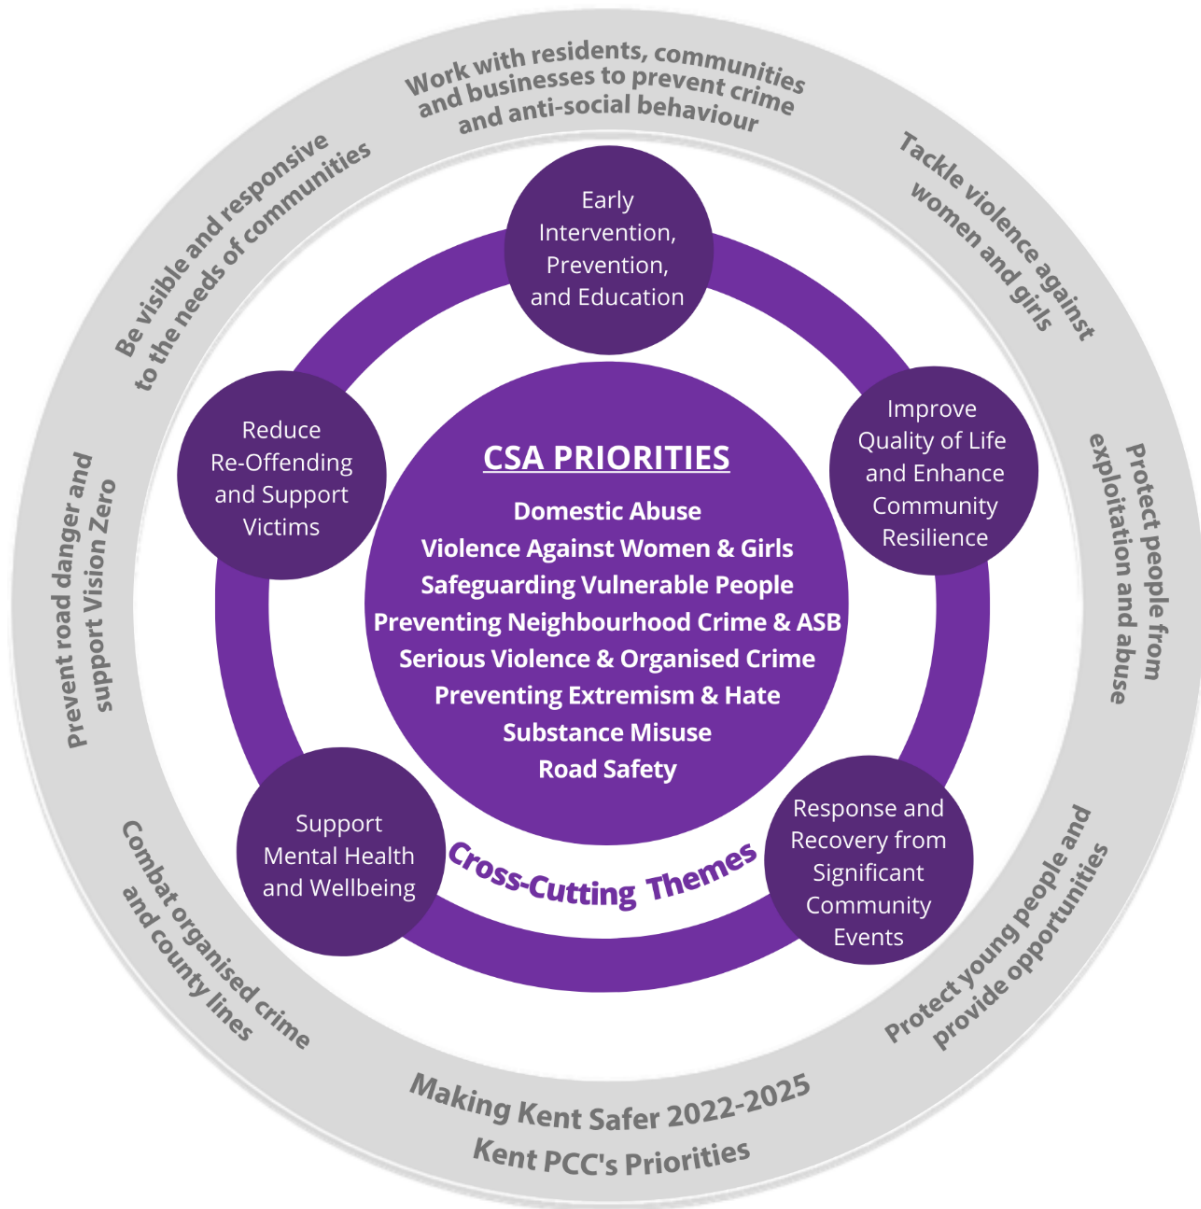 Work with residents, communities
and businesses to prevent crime
and anti-social behaviour
Tackle violence against
women and girls
Protect people from
exploitation and abuse
Protect young people and
provide opportunities
Making Kent Safer 2022-2025
Kent PCC's Priorities
Combat organised crime
and county lines
Prevent road danger and
support Vision Zero
Be visible and responsive
to the needs of communities
Early
Intervention,
Prevention,
and Education
Improve
Quality of Life
and Enhance
Community
Resilience
Response and
Recovery from
Significant
Community
Events
Support
Mental Health
and Wellbeing
Reduce
Re-Offending
and Support
Victims
Cross-Cutting Themes
CSA PRIORITIES
Domestic Abuse
Violence Against Women & Girls
Safeguarding Vulnerable People
Preventing Neighbourhood Crime & ASB
Serious Violence & Organised Crime
Preventing Extremism & Hate
Substance Misuse
Road Safety